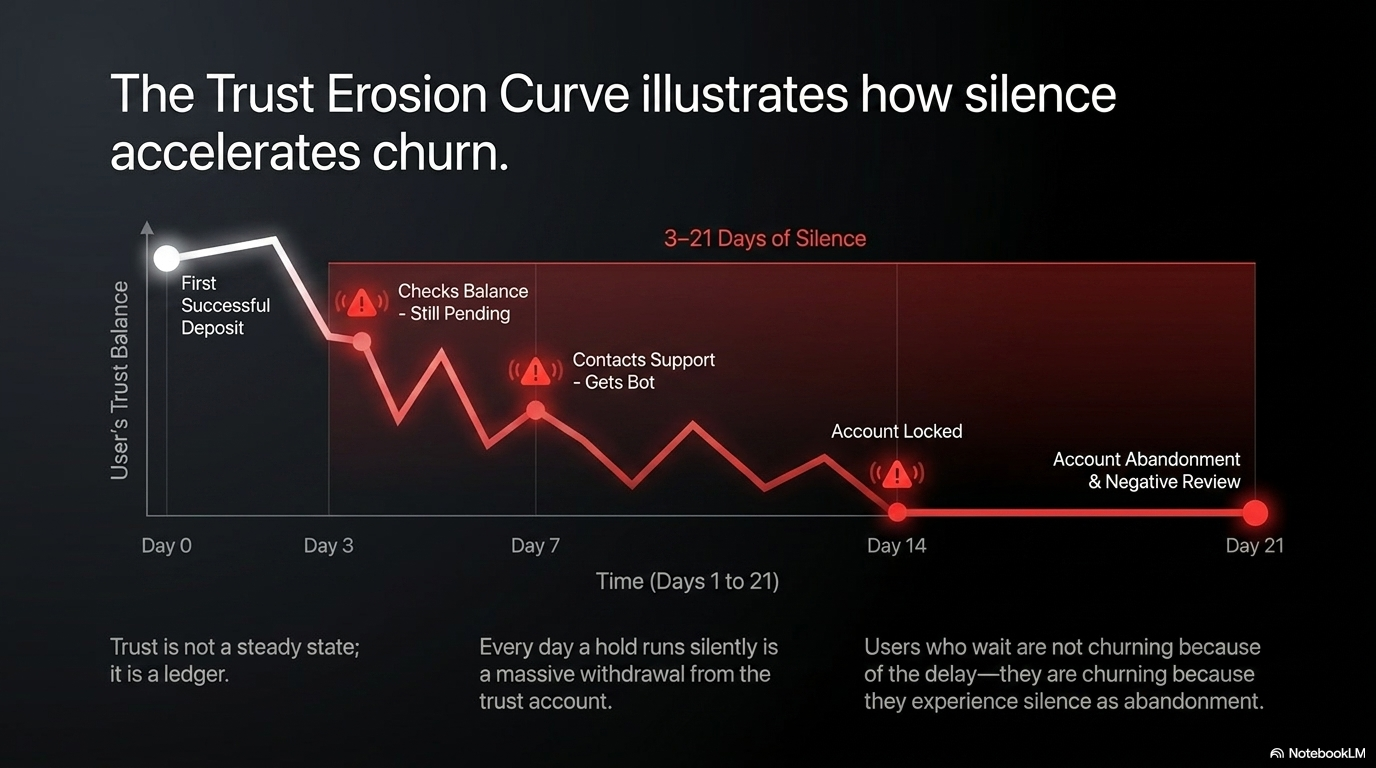 The Trust Erosion Curve illustrates how silence
accelerates churn.
3–21 Days of Silence
User's Trust Balance
First
Successful
Deposit
Checks Balance
- Still Pending
Contacts Support
- Gets Bot
Account Locked
Account Abandonment
& Negative Review
Day 0
Day 3
Day 7
Day 14
Day 21
Time (Days 1 to 21)
Trust is not a steady state;
it is a ledger.
Every day a hold runs silently is
a massive withdrawal from the
trust account.
Users who wait are not churning because
of the delay—they are churning because
they experience silence as abandonment.
NotebookLM